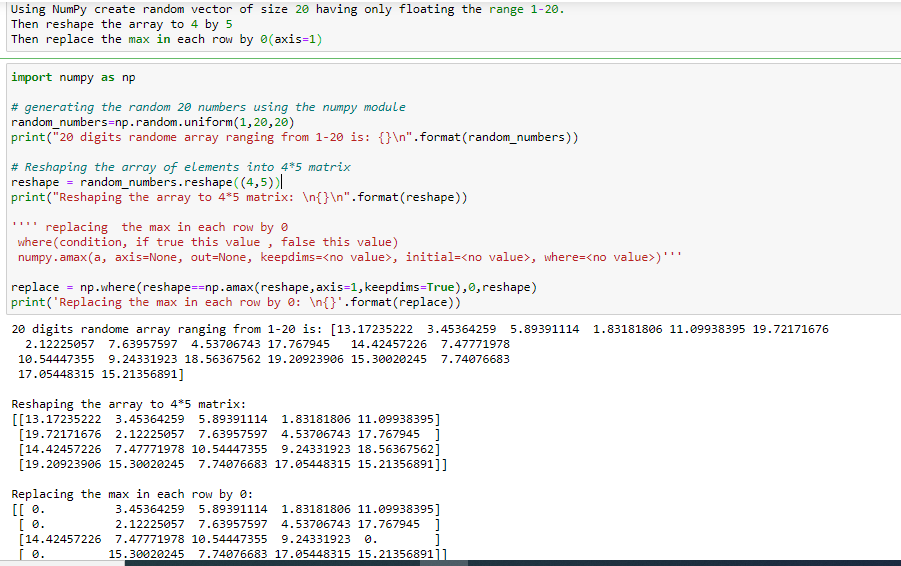 Using NumPy create random vector of size 20 having only floating the range 1-20.
Then reshape the array to 4 by 5
Then replace the max in each row by 0(axis=1)
import numpy as np
# generating the random 20 numbers using the numpy module
random_numbers=np.random.uniform(1,20,20)
print("20 digits randome array ranging from 1-20 is: {}\n".format(random_numbers))
# Reshaping the array of elements into 4*5 matrix
reshape = random_numbers.reshape((4,5))
print("Reshaping the array to 4*5 matrix: \n{}\n".format(reshape))
'''' replacing  the max in each row by 0
 where(condition, if true this value , false this value)
 numpy.amax(a, axis=None, out=None, keepdims=<no value>, initial=<no value>, where=<no value>)'''
replace = np.where(reshape==np.amax(reshape,axis=1,keepdims=True),0,reshape)
print('Replacing the max in each row by 0: \n{}'.format(replace))
20 digits randome array ranging from 1-20 is: [13.17235222  3.45364259  5.89391114  1.83181806 11.09938395 19.72171676
  2.12225057  7.63957597  4.53706743 17.767945   14.42457226  7.47771978
 10.54447355  9.24331923 18.56367562 19.20923906 15.30020245  7.74076683
 17.05448315 15.21356891]
Reshaping the array to 4*5 matrix:
[[13.17235222  3.45364259  5.89391114  1.83181806 11.09938395]
 [19.72171676  2.12225057  7.63957597  4.53706743 17.767945  ]
 [14.42457226  7.47771978 10.54447355  9.24331923 18.56367562]
 [19.20923906 15.30020245  7.74076683 17.05448315 15.21356891]]
Replacing the max in each row by 0:
[[ 0.          3.45364259  5.89391114  1.83181806 11.09938395]
 [ 0.          2.12225057  7.63957597  4.53706743 17.767945  ]
 [14.42457226  7.47771978 10.54447355  9.24331923  0.        ]
 [ 0.         15.30020245  7.74076683 17.05448315 15.21356891]]